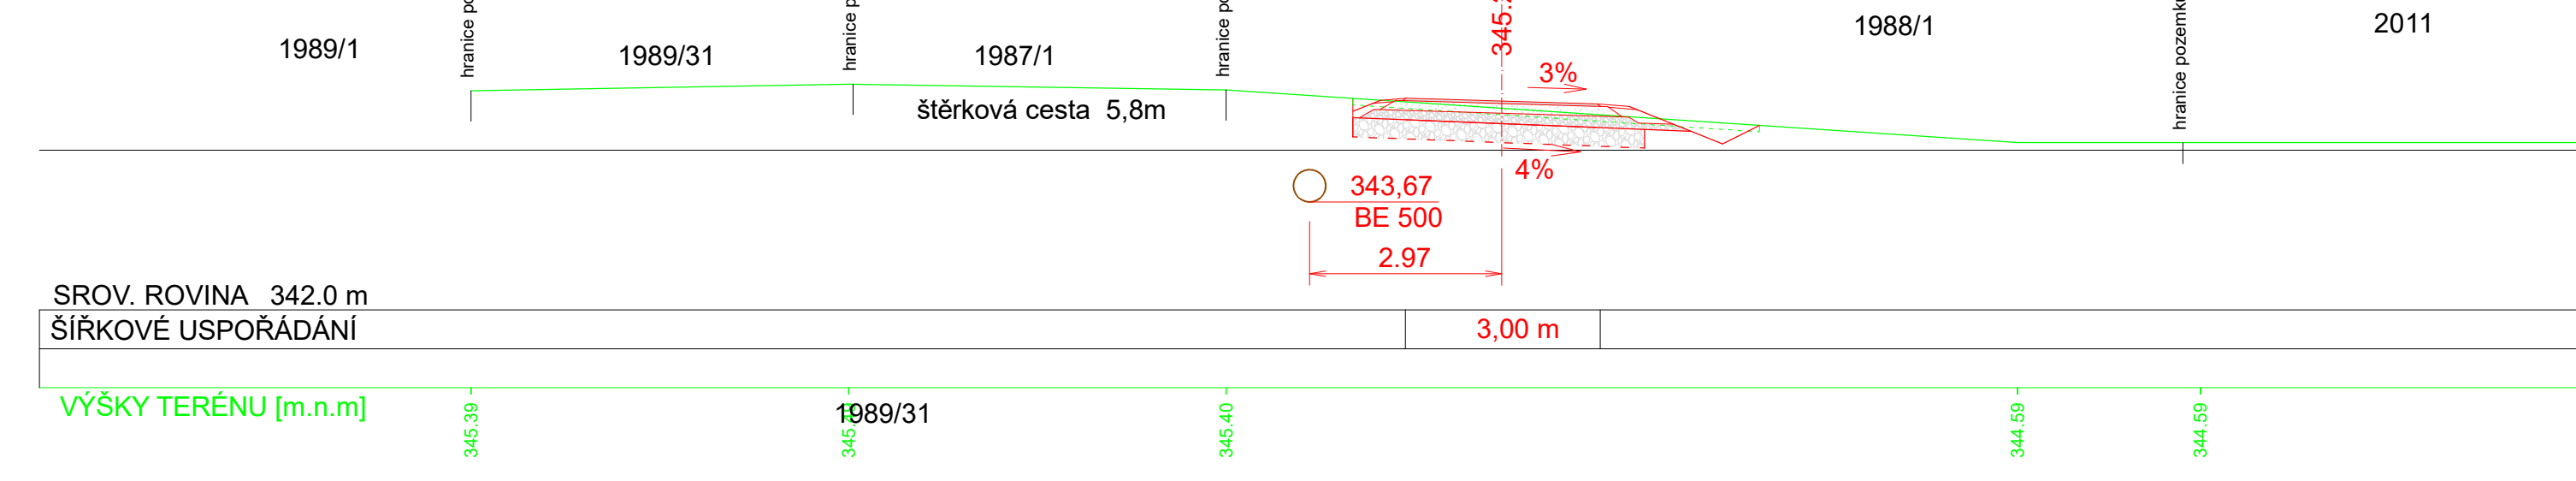 hranice
hranice
hranice
345.
hranice pozemku
1989/1
1989/31
1987/1
1988/1
2011
3%
štěrková cesta 5,8m
4%
343,67
BE 500
2.97
SROV. ROVINA 342.0 m
ŠÍŘKOVÉ USPOŘÁDÁNÍ
3,00 m
VÝŠKY TERÉNU [m.n.m]
345.39
1989/31
345.40
344.59
344.59